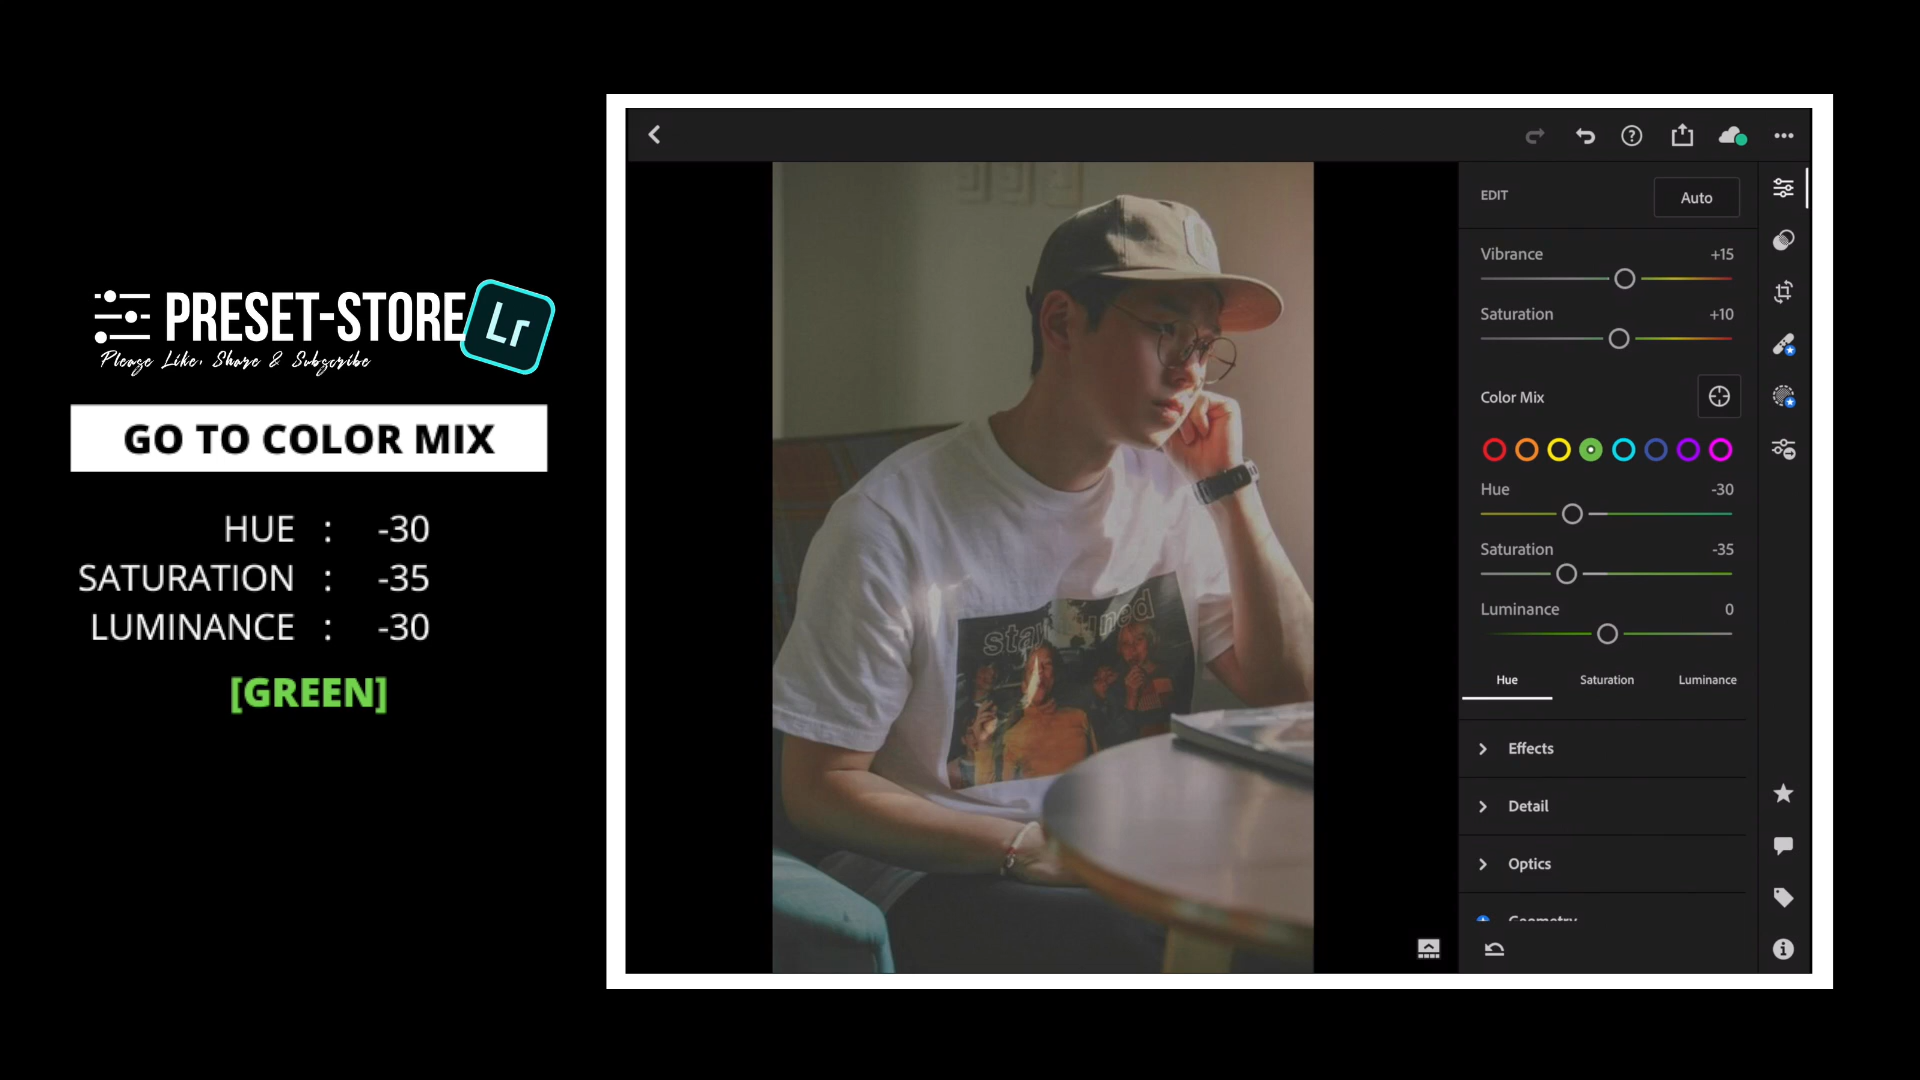 PRESET-STORE
Lr
Please Like, Share & Subscribe
GO TO COLOR MIX
HUE : -30
SATURATION : -35
LUMINANCE : -30
[GREEN]
EDIT
Auto
Vibrance +15
Saturation +10
Color Mix
Hue -30
Saturation -35
Luminance 0
Hue Saturation Luminance
Effects
Detail
Optics
Geometry